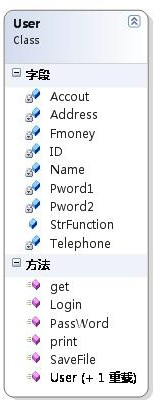 User
Class
字段
Accout
Address
Fmoney
ID
Name
Pword1
Pword2
StrFunction
Telephone
方法
get
Login
PassWord
print
SaveFile
User (+ 1 重载)